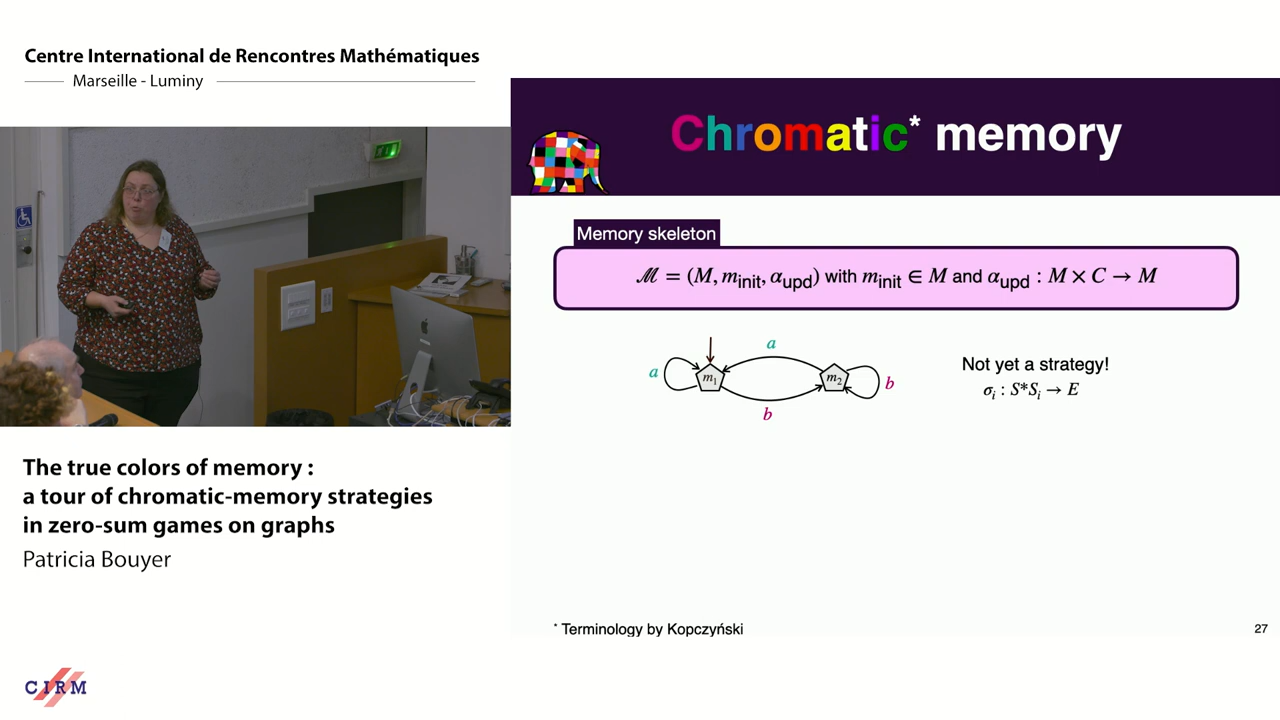 Centre International de Rencontres Mathématiques
Marseille - Luminy
Chromatic* memory
Memory skeleton
ℳ = (M, m_init, α_upd) with m_init ∈ M and α_upd : M × C → M
a
a
m₁
m₂
b
b
Not yet a strategy!
σᵢ : S*Sᵢ → E
The true colors of memory :
a tour of chromatic-memory strategies
in zero-sum games on graphs
Patricia Bouyer
* Terminology by Kopczyński
27
CIRM